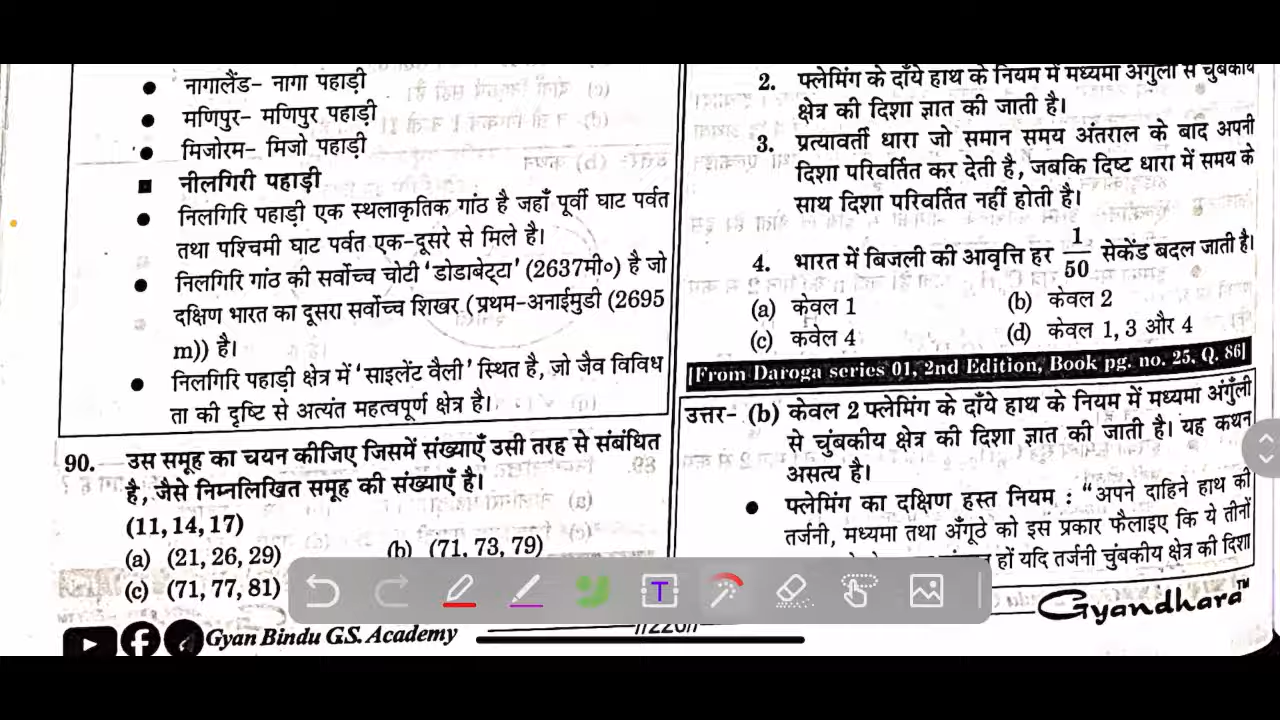 नागालैंड- नागा पहाड़ी
मणिपुर- मणिपुर पहाड़ी
मिजोरम- मिजो पहाड़ी
नीलगिरी पहाड़ी
निलगिरि पहाड़ी एक स्थलाकृतिक गांठ है जहाँ पूर्वी घाट पर्वत
तथा पश्चिमी घाट पर्वत एक-दूसरे से मिले है।
निलगिरि गांठ की सर्वोच्च चोटी 'डोडाबेट्टा' (2637मी०) है जो
दक्षिण भारत का दूसरा सर्वोच्च शिखर (प्रथम-अनाईमुडी (2695
m)) है।
निलगिरि पहाड़ी क्षेत्र में 'साइलेंट वैली' स्थित है, जो जैव विविध
ता की दृष्टि से अत्यंत महत्वपूर्ण क्षेत्र है।
90. उस समूह का चयन कीजिए जिसमें संख्याएँ उसी तरह से संबंधित
है, जैसे निम्नलिखित समूह की संख्याएँ है।
(11, 14, 17)
(a) (21, 26, 29) (b) (71, 73, 79)
(c) (71, 77, 81)
2. फ्लेमिंग के दाँये हाथ के नियम में मध्यमा अंगुली से चुंबकीय
क्षेत्र की दिशा ज्ञात की जाती है।
3. प्रत्यावर्ती धारा जो समान समय अंतराल के बाद अपनी
दिशा परिवर्तित कर देती है, जबकि दिष्ट धारा में समय के
साथ दिशा परिवर्तित नहीं होती है।
4. भारत में बिजली की आवृत्ति हर 1/50 सेकेंड बदल जाती है।
(a) केवल 1 (b) केवल 2
(c) कवेल 4 (d) केवल 1, 3 और 4
[From Daroga series 01, 2nd Edition, Book pg. no. 25, Q. 86]
उत्तर- (b) केवल 2 फ्लेमिंग के दाँये हाथ के नियम में मध्यमा अंगुँली
से चुंबकीय क्षेत्र की दिशा ज्ञात की जाती है। यह कथन
असत्य है।
फ्लेमिंग का दक्षिण हस्त नियम : "अपने दाहिने हाथ की
तर्जनी, मध्यमा तथा अँगूठे को इस प्रकार फैलाइए कि ये तीनों
हों यदि तर्जनी चुंबकीय क्षेत्र की दिशा
T
Gyandhara™
Gyan Bindu G.S. Academy